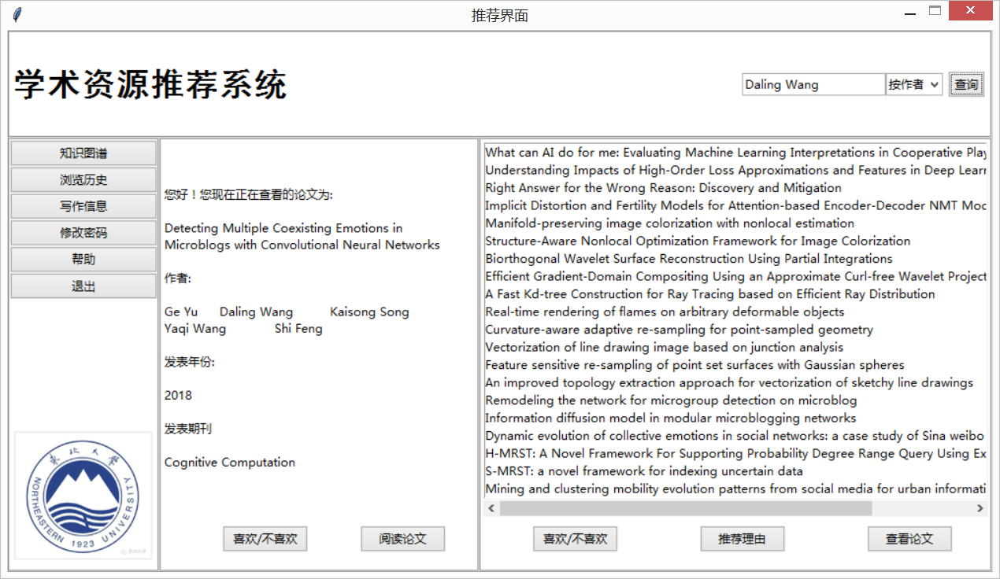 推荐界面
学术资源推荐系统
Daling Wang
按作者
查询
知识图谱
浏览历史
写作信息
修改密码
帮助
退出
東北大学
NORTHEASTERN UNIVERSITY
1923
您好！您现在正在查看的论文为:
Detecting Multiple Coexisting Emotions in
Microblogs with Convolutional Neural Networks
作者:
Ge Yu Daling Wang Kaisong Song
Yaqi Wang Shi Feng
发表年份:
2018
发表期刊
Cognitive Computation
喜欢/不喜欢
阅读论文
What can AI do for me: Evaluating Machine Learning Interpretations in Cooperative Play
Understanding Impacts of High-Order Loss Approximations and Features in Deep Learn
Right Answer for the Wrong Reason: Discovery and Mitigation
Implicit Distortion and Fertility Models for Attention-based Encoder-Decoder NMT Moc
Manifold-preserving image colorization with nonlocal estimation
Structure-Aware Nonlocal Optimization Framework for Image Colorization
Biorthogonal Wavelet Surface Reconstruction Using Partial Integrations
Efficient Gradient-Domain Compositing Using an Approximate Curl-free Wavelet Project
A Fast Kd-tree Construction for Ray Tracing based on Efficient Ray Distribution
Real-time rendering of flames on arbitrary deformable objects
Curvature-aware adaptive re-sampling for point-sampled geometry
Vectorization of line drawing image based on junction analysis
Feature sensitive re-sampling of point set surfaces with Gaussian spheres
An improved topology extraction approach for vectorization of sketchy line drawings
Remodeling the network for microgroup detection on microblog
Information diffusion model in modular microblogging networks
Dynamic evolution of collective emotions in social networks: a case study of Sina weibo
H-MRST: A Novel Framework For Supporting Probability Degree Range Query Using Ex
S-MRST: a novel framework for indexing uncertain data
Mining and clustering mobility evolution patterns from social media for urban informati
喜欢/不喜欢
推荐理由
查看论文